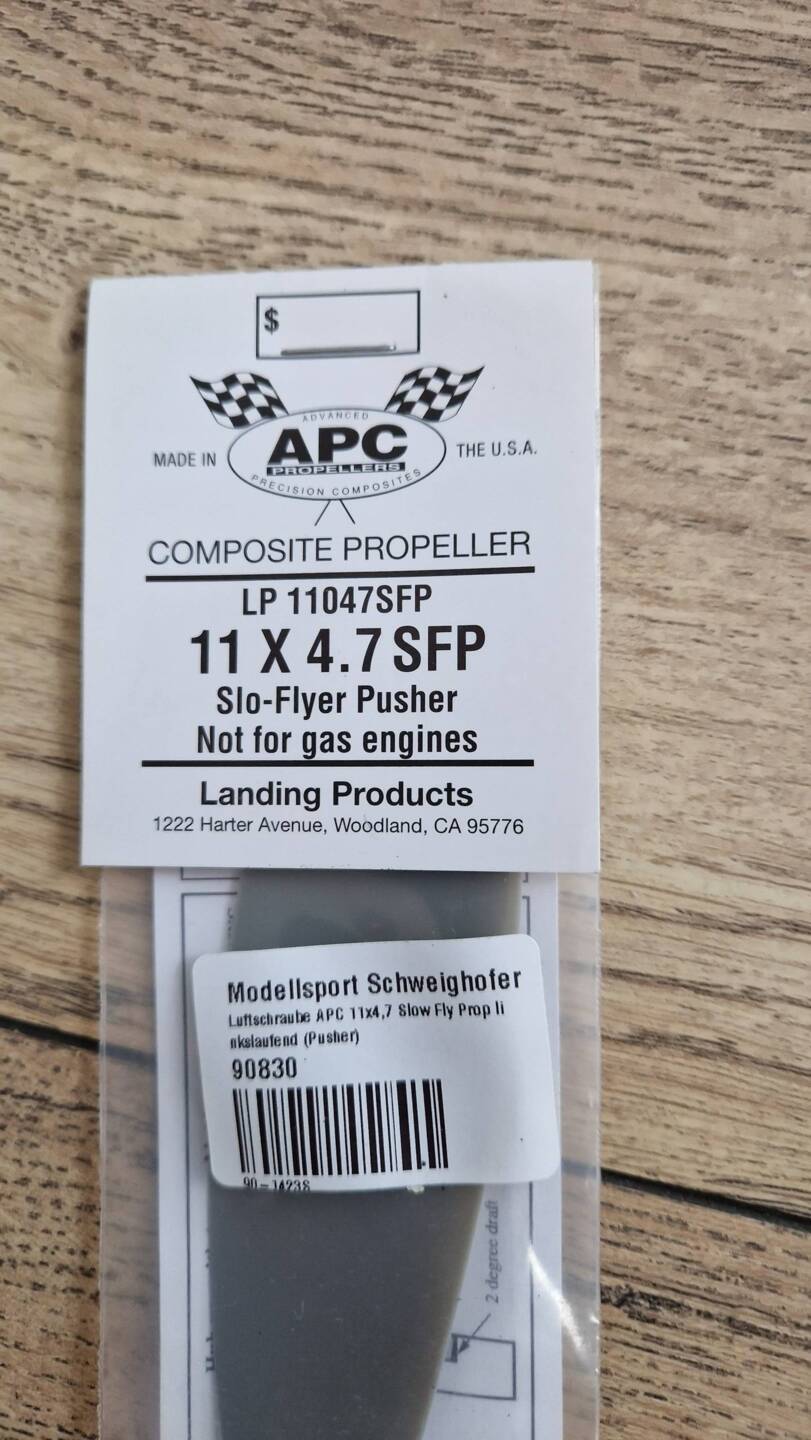 $
ADVANCED
MADE IN APC THE U.S.A.
PROPELLERS
PRECISION COMPOSITES
COMPOSITE PROPELLER
LP 11047SFP
11 X 4.7 SFP
Slo-Flyer Pusher
Not for gas engines
Landing Products
1222 Harter Avenue, Woodland, CA 95776
Modellsport Schweighofer
Luftschraube APC 11x4,7 Slow Fly Prop li
nkslaufend (Pusher)
90830
90-14238
2 degree draft